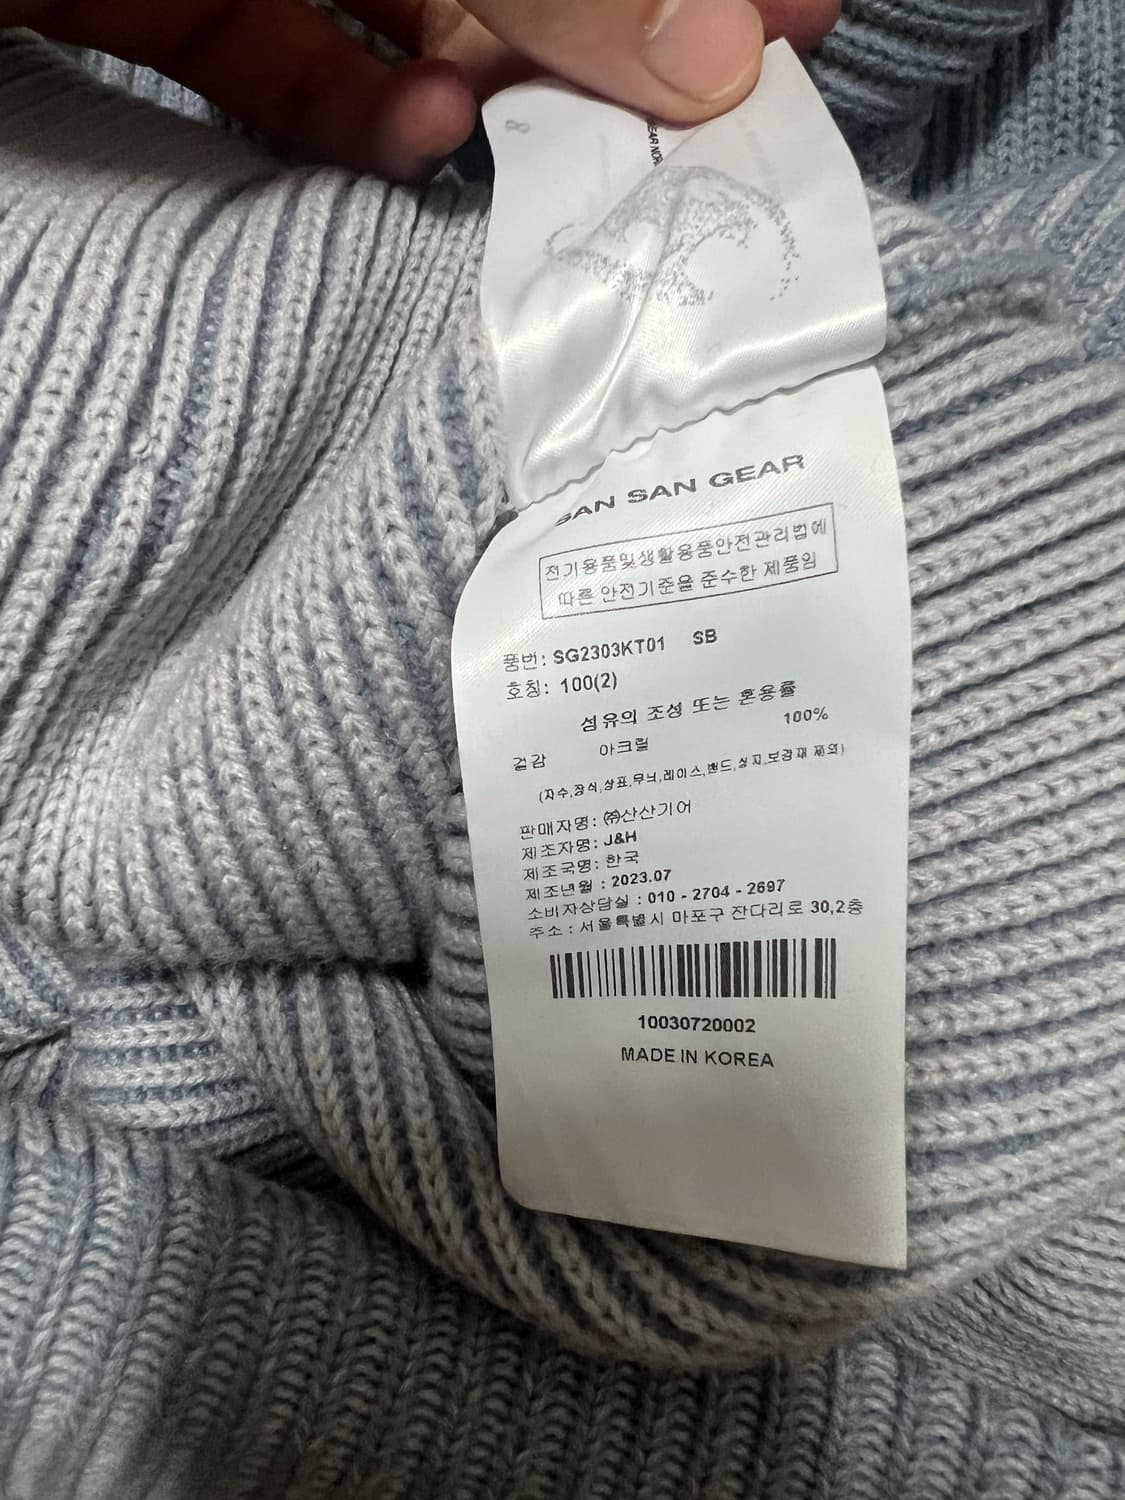 SAN SAN GEAR
전기용품및생활용품안전관리법에
따른 안전기준을 준수한 제품임
품번: SG2303KT01 SB
호칭: 100(2)
섬유의 조성 또는 혼용률
겉감 아크릴 100%
(자수,장식,상표,무늬,레이스,밴드,심지,보강재 제외)
판매자명: ㈜산산기어
제조자명: J&H
제조국명: 한국
제조년월 : 2023.07
소비자상담실 : 010 - 2704 - 2697
주소 : 서울특별시 마포구 잔다리로 30,2층
10030720002
MADE IN KOREA